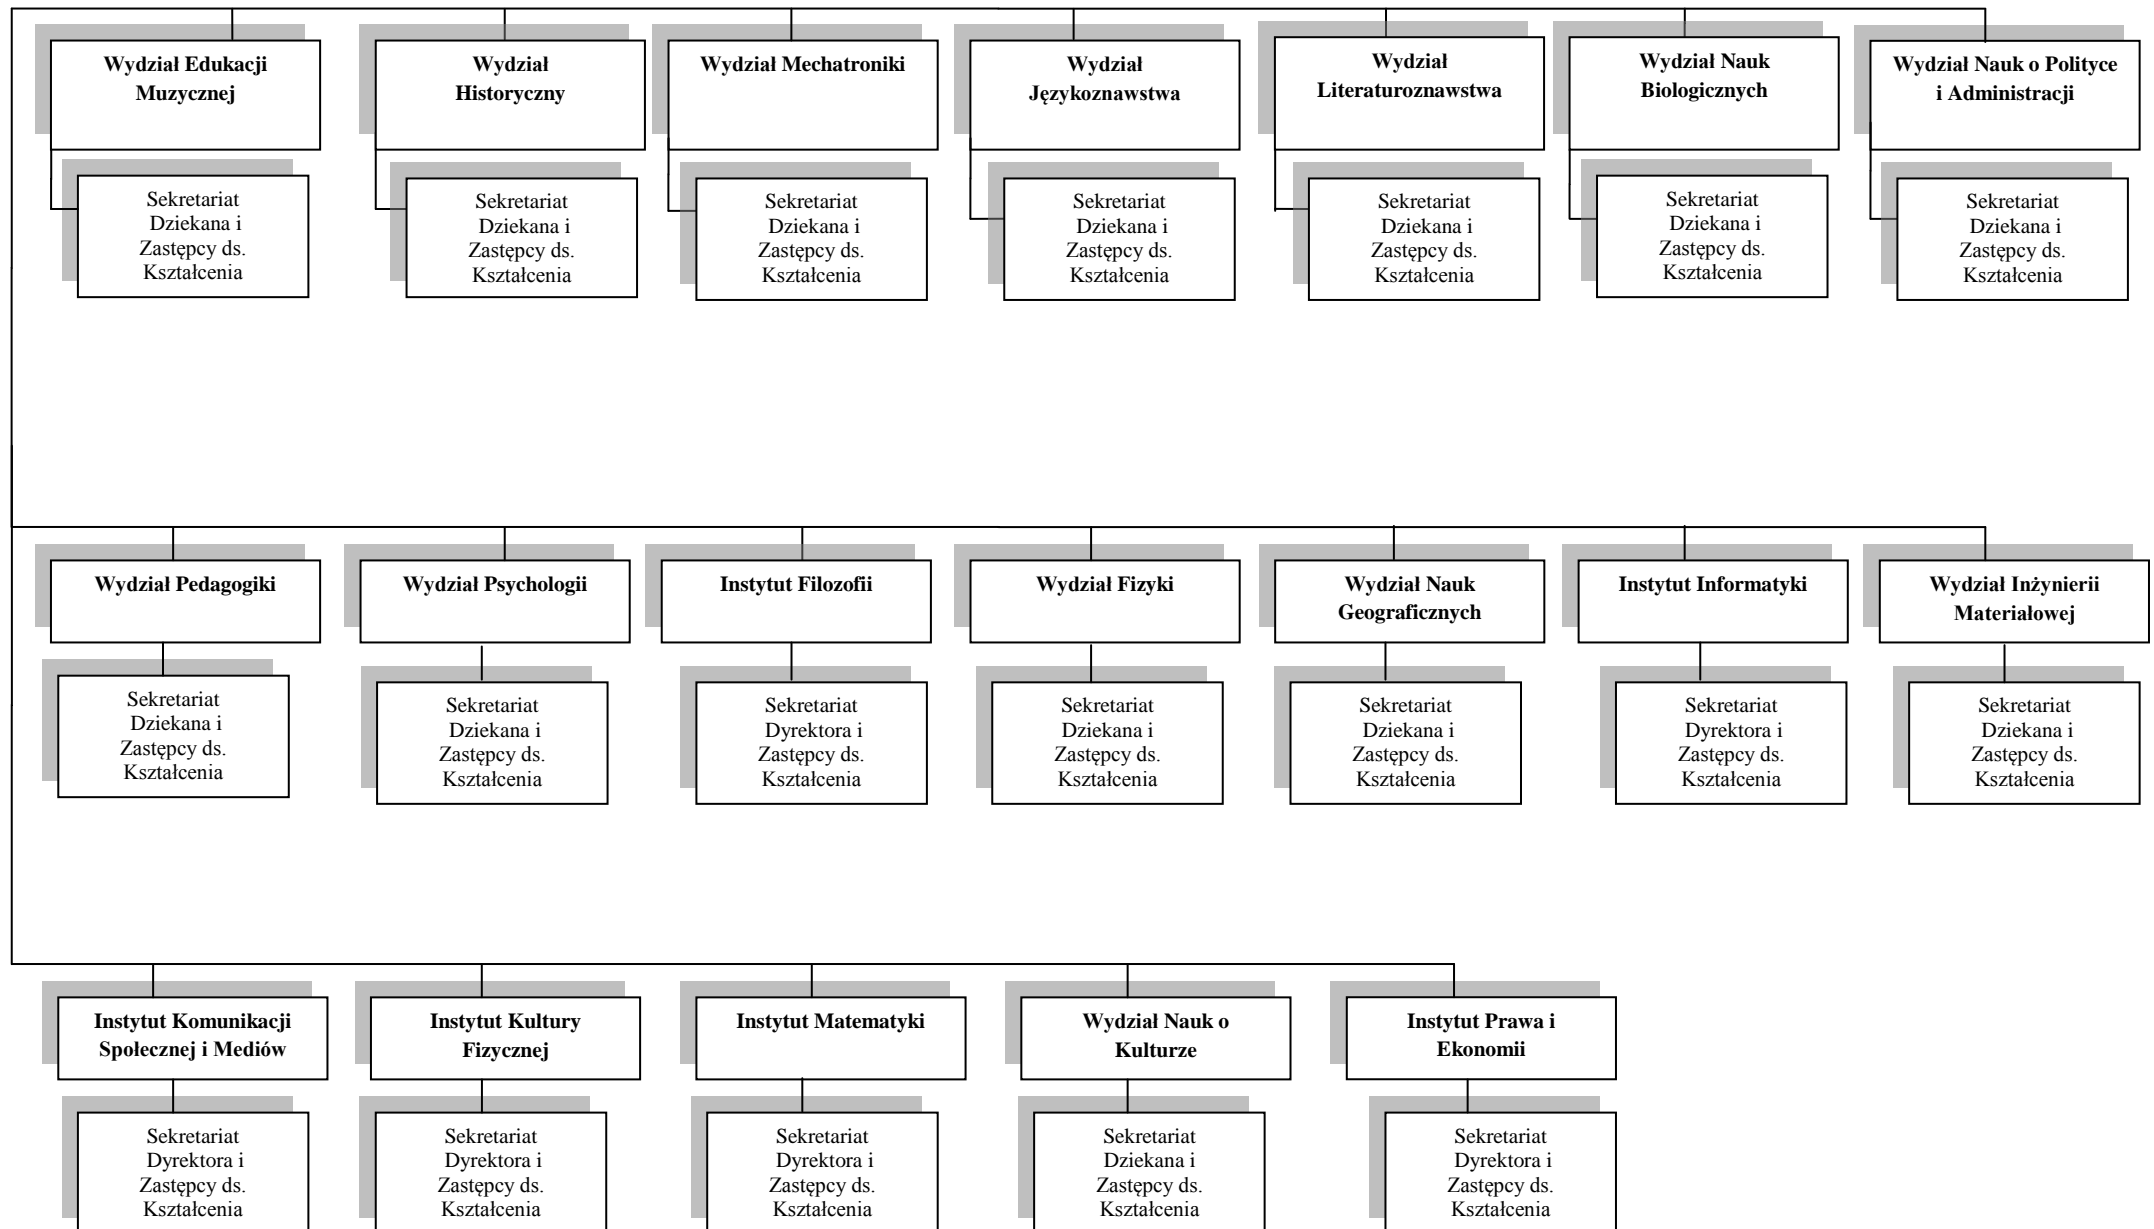 Wydział Edukacji
Muzycznej
Wydział
Historyczny
Wydział Mechatroniki
Wydział
Językoznawstwa
Wydział
Literaturoznawstwa
Wydział Nauk
Biologicznych
Wydział Nauk o Polityce
i Administracji
Sekretariat
Dziekana i
Zastępcy ds.
Kształcenia
Sekretariat
Dziekana i
Zastępcy ds.
Kształcenia
Sekretariat
Dziekana i
Zastępcy ds.
Kształcenia
Sekretariat
Dziekana i
Zastępcy ds.
Kształcenia
Sekretariat
Dziekana i
Zastępcy ds.
Kształcenia
Sekretariat
Dziekana i
Zastępcy ds.
Kształcenia
Sekretariat
Dziekana i
Zastępcy ds.
Kształcenia
Wydział Pedagogiki
Wydział Psychologii
Instytut Filozofii
Wydział Fizyki
Wydział Nauk
Geograficznych
Instytut Informatyki
Wydział Inżynierii
Materiałowej
Sekretariat
Dziekana i
Zastępcy ds.
Kształcenia
Sekretariat
Dziekana i
Zastępcy ds.
Kształcenia
Sekretariat
Dyrektora i
Zastępcy ds.
Kształcenia
Sekretariat
Dziekana i
Zastępcy ds.
Kształcenia
Sekretariat
Dziekana i
Zastępcy ds.
Kształcenia
Sekretariat
Dyrektora i
Zastępcy ds.
Kształcenia
Sekretariat
Dziekana i
Zastępcy ds.
Kształcenia
Instytut Komunikacji
Społecznej i Mediów
Instytut Kultury
Fizycznej
Instytut Matematyki
Wydział Nauk o
Kulturze
Instytut Prawa i
Ekonomii
Sekretariat
Dyrektora i
Zastępcy ds.
Kształcenia
Sekretariat
Dyrektora i
Zastępcy ds.
Kształcenia
Sekretariat
Dyrektora i
Zastępcy ds.
Kształcenia
Sekretariat
Dziekana i
Zastępcy ds.
Kształcenia
Sekretariat
Dyrektora i
Zastępcy ds.
Kształcenia